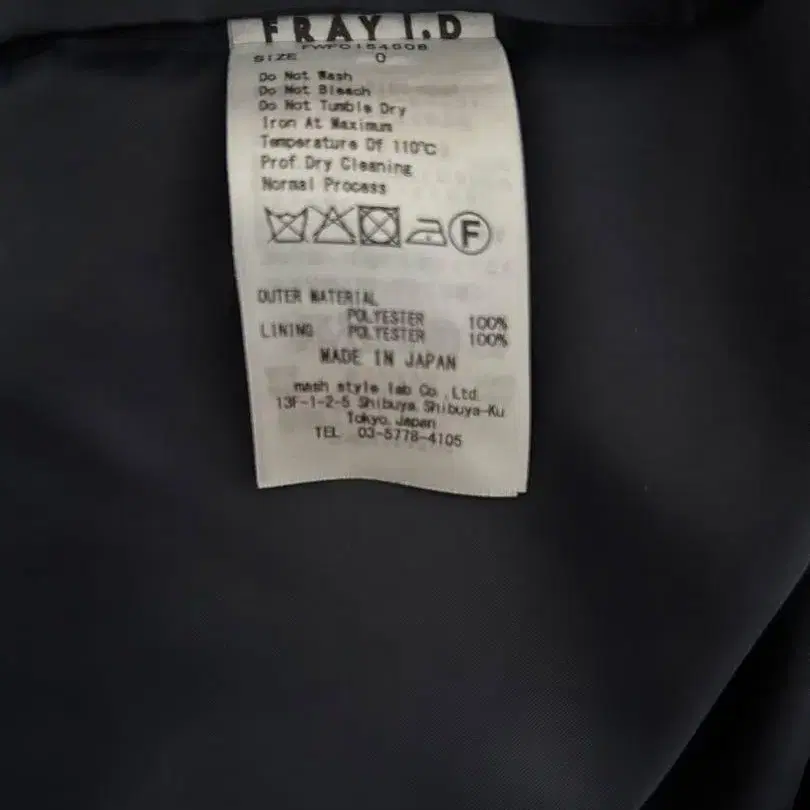 FRAY I.D
FWFO154608
SIZE 0
Do Not Wash
Do Not Bleach
Do Not Tumble Dry
Iron At Maximum
Temperature Of 110℃
Prof.Dry Cleaning
Normal Process
F
OUTER MATERIAL
POLYESTER 100%
LINING POLYESTER 100%
MADE IN JAPAN
mash style lab Co.,Ltd.
13F-1-2-5 Shibuya,Shibuya-Ku
Tokyo,Japan
TEL 03-5778-4105